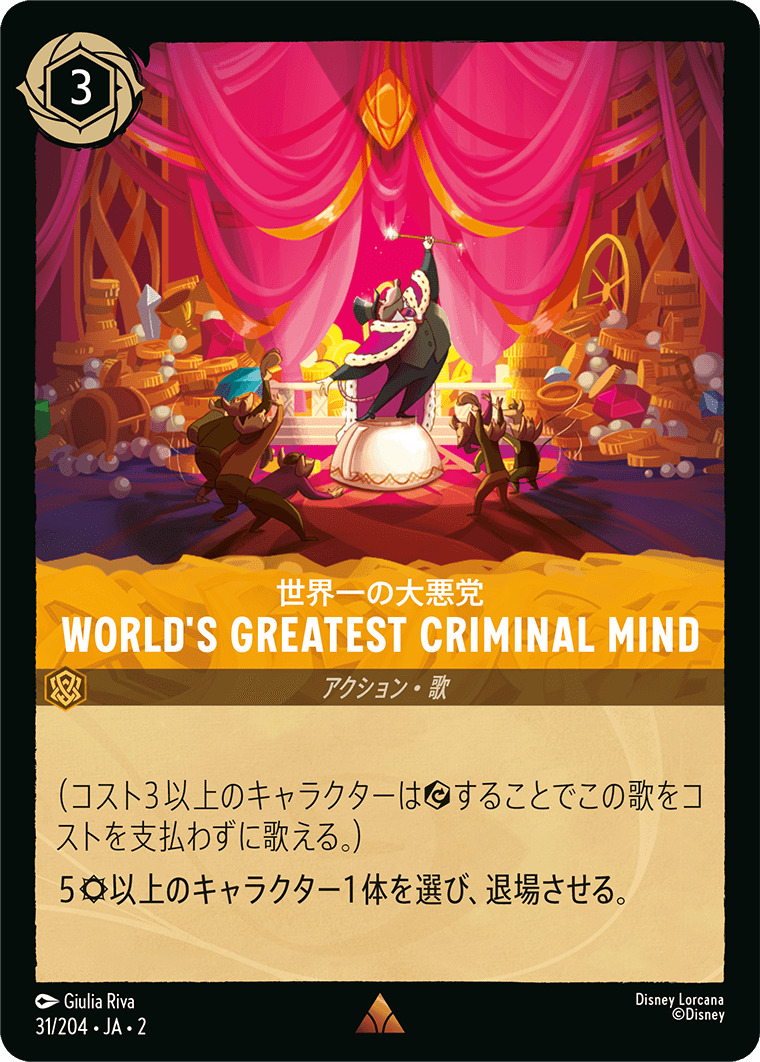 3
世界一の大悪党
WORLD'S GREATEST CRIMINAL MIND
アクション・歌
(コスト3以上のキャラクターはすることでこの歌をコ
ストを支払わずに歌える。)
5以上のキャラクター1体を選び、退場させる。
Giulia Riva
31/204・JA・2
Disney Lorcana
©Disney